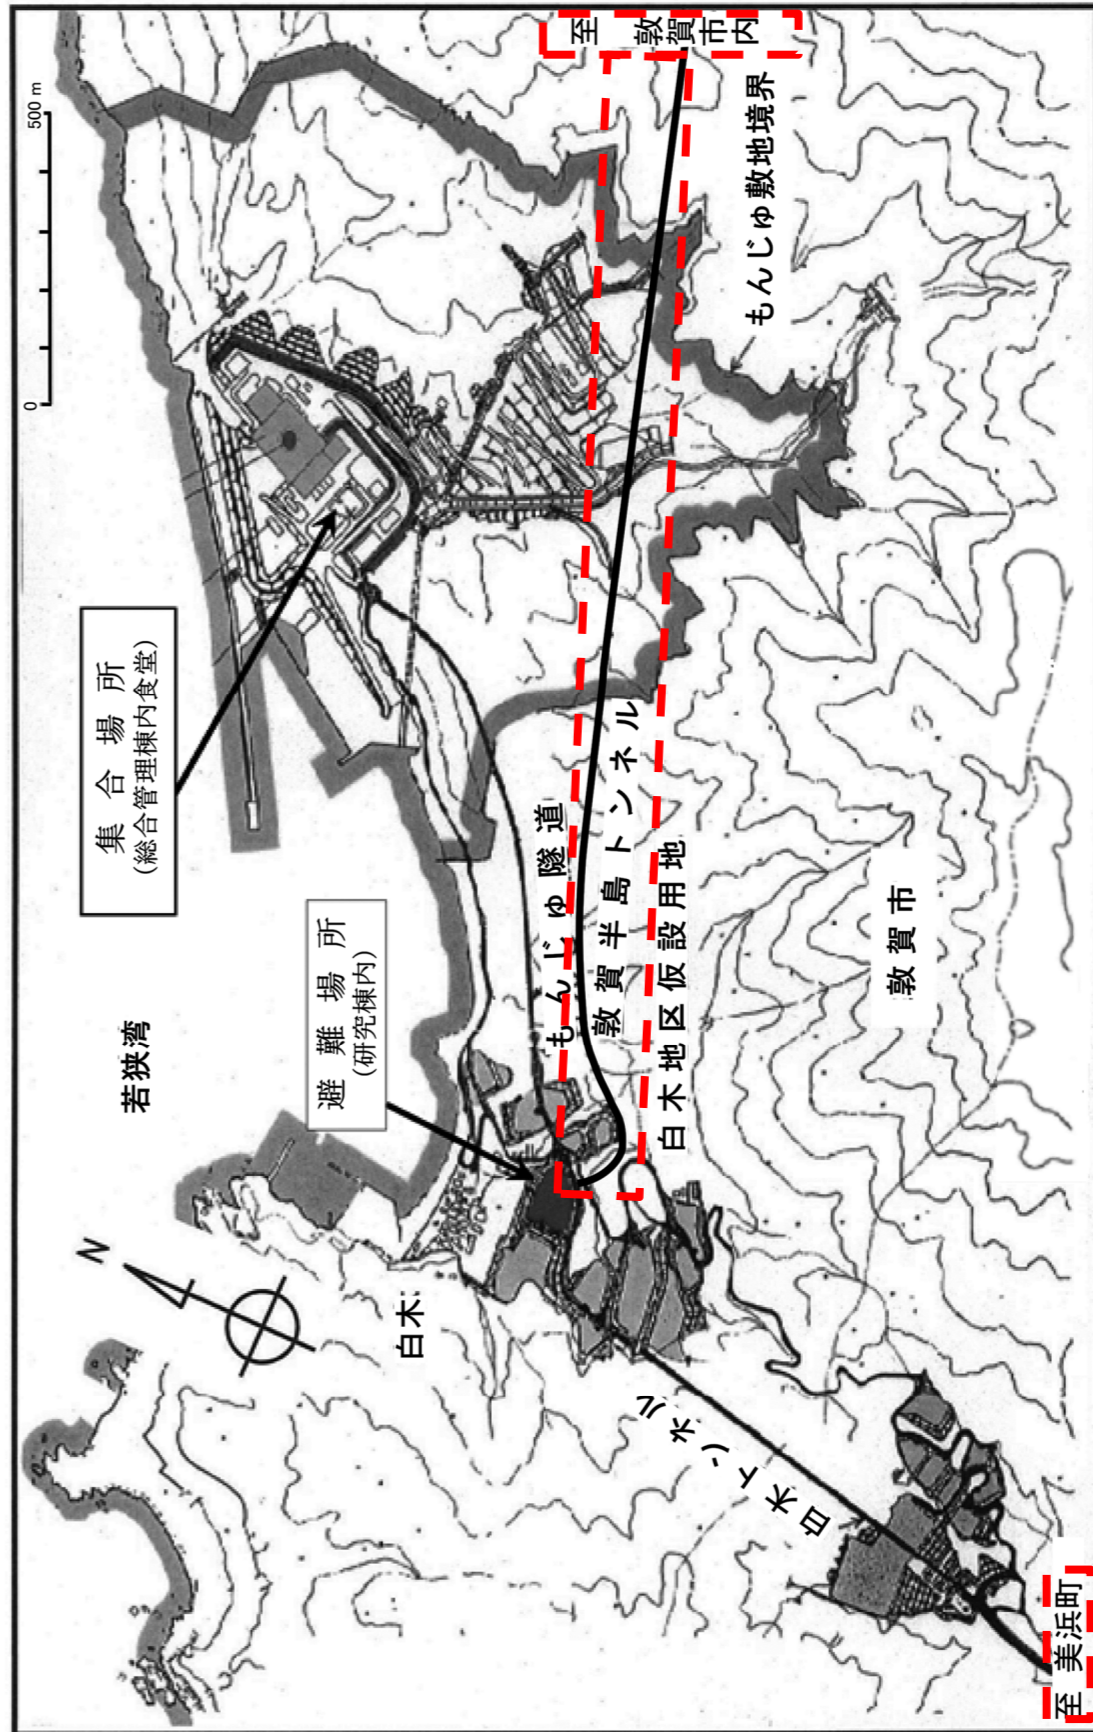 至 敦賀市内
500 m
0
もんじゅ敷地境界
集合場所
(総合管理棟内食堂)
避難場所
(研究棟内)
若狭湾
もんじゅ隧道
敦賀半島トンネル
白木地区仮設用地
敦賀市
N
白木
白木トンネル
至 美浜町